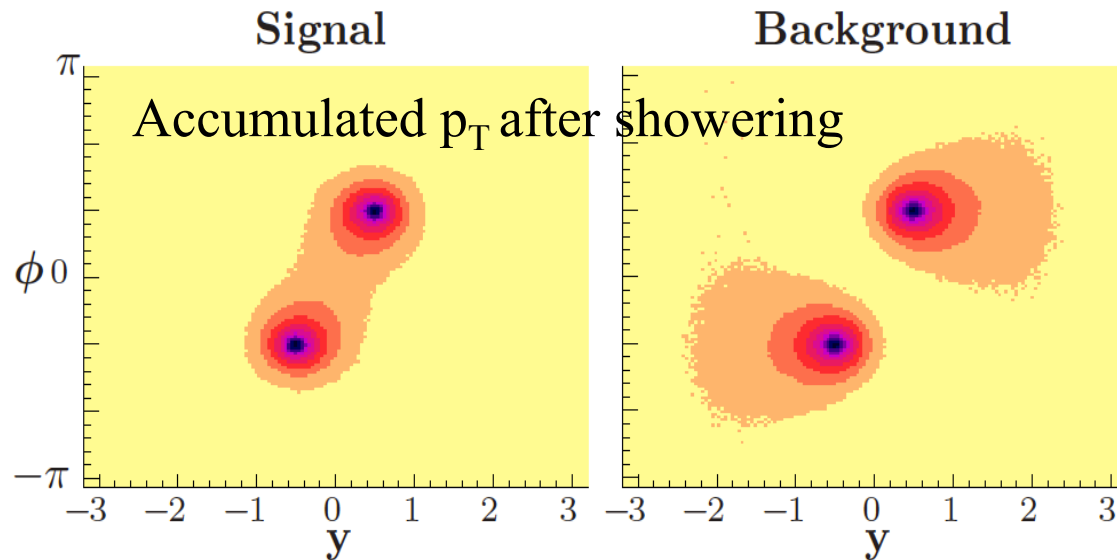 Signal Background
π
Accumulated pT after showering
ϕ 0
−π
−3 −2 −1 0 1 2 3 −3 −2 −1 0 1 2 3
y y